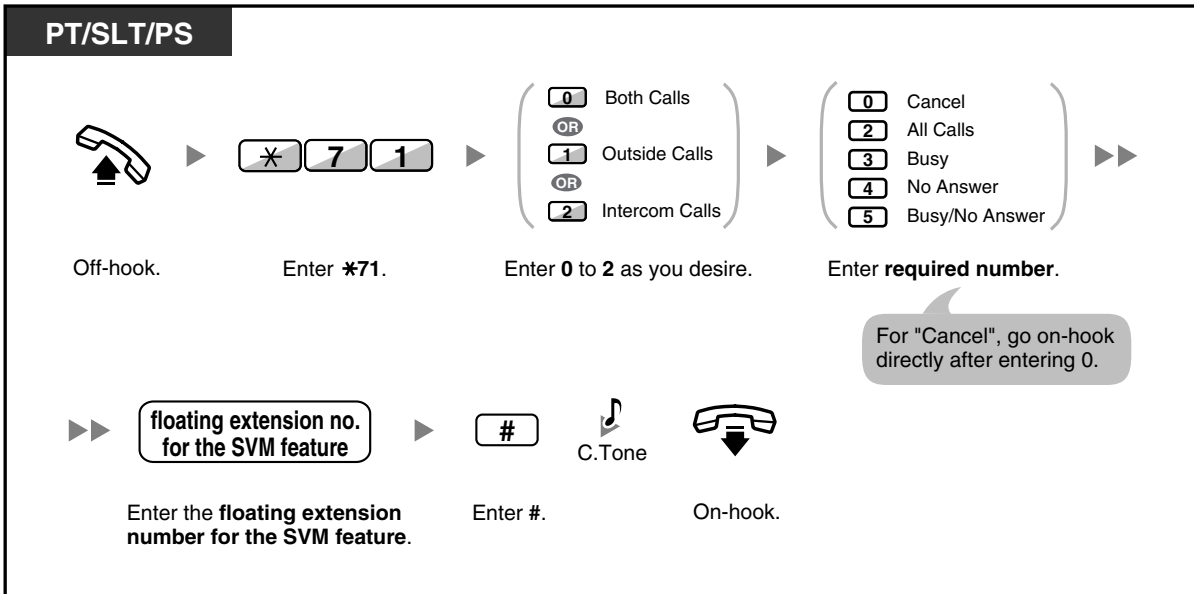 PT/SLT/PS
0 Both Calls
OR
1 Outside Calls
OR
2 Intercom Calls
0 Cancel
2 All Calls
3 Busy
4 No Answer
5 Busy/No Answer
* 7 1
Off-hook.
Enter *71.
Enter 0 to 2 as you desire.
Enter required number.
For "Cancel", go on-hook
directly after entering 0.
floating extension no.
for the SVM feature
#
C.Tone
Enter the floating extension
number for the SVM feature.
Enter #.
On-hook.